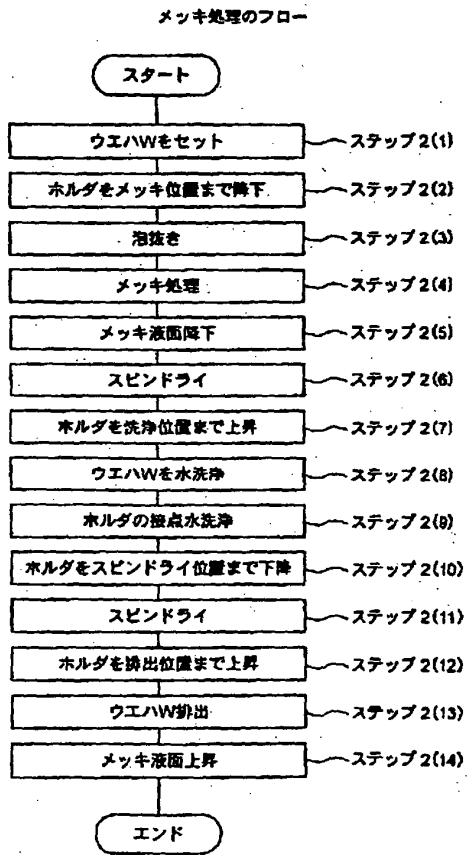 メッキ処理のフロー
スタート
ウエハWをセット ステップ2(1)
ホルダをメッキ位置まで降下 ステップ2(2)
泡抜き ステップ2(3)
メッキ処理 ステップ2(4)
メッキ液面降下 ステップ2(5)
スピンドライ ステップ2(6)
ホルダを洗浄位置まで上昇 ステップ2(7)
ウエハWを水洗浄 ステップ2(8)
ホルダの接点水洗浄 ステップ2(9)
ホルダをスピンドライ位置まで下降 ステップ2(10)
スピンドライ ステップ2(11)
ホルダを排出位置まで上昇 ステップ2(12)
ウエハW排出 ステップ2(13)
メッキ液面上昇 ステップ2(14)
エンド